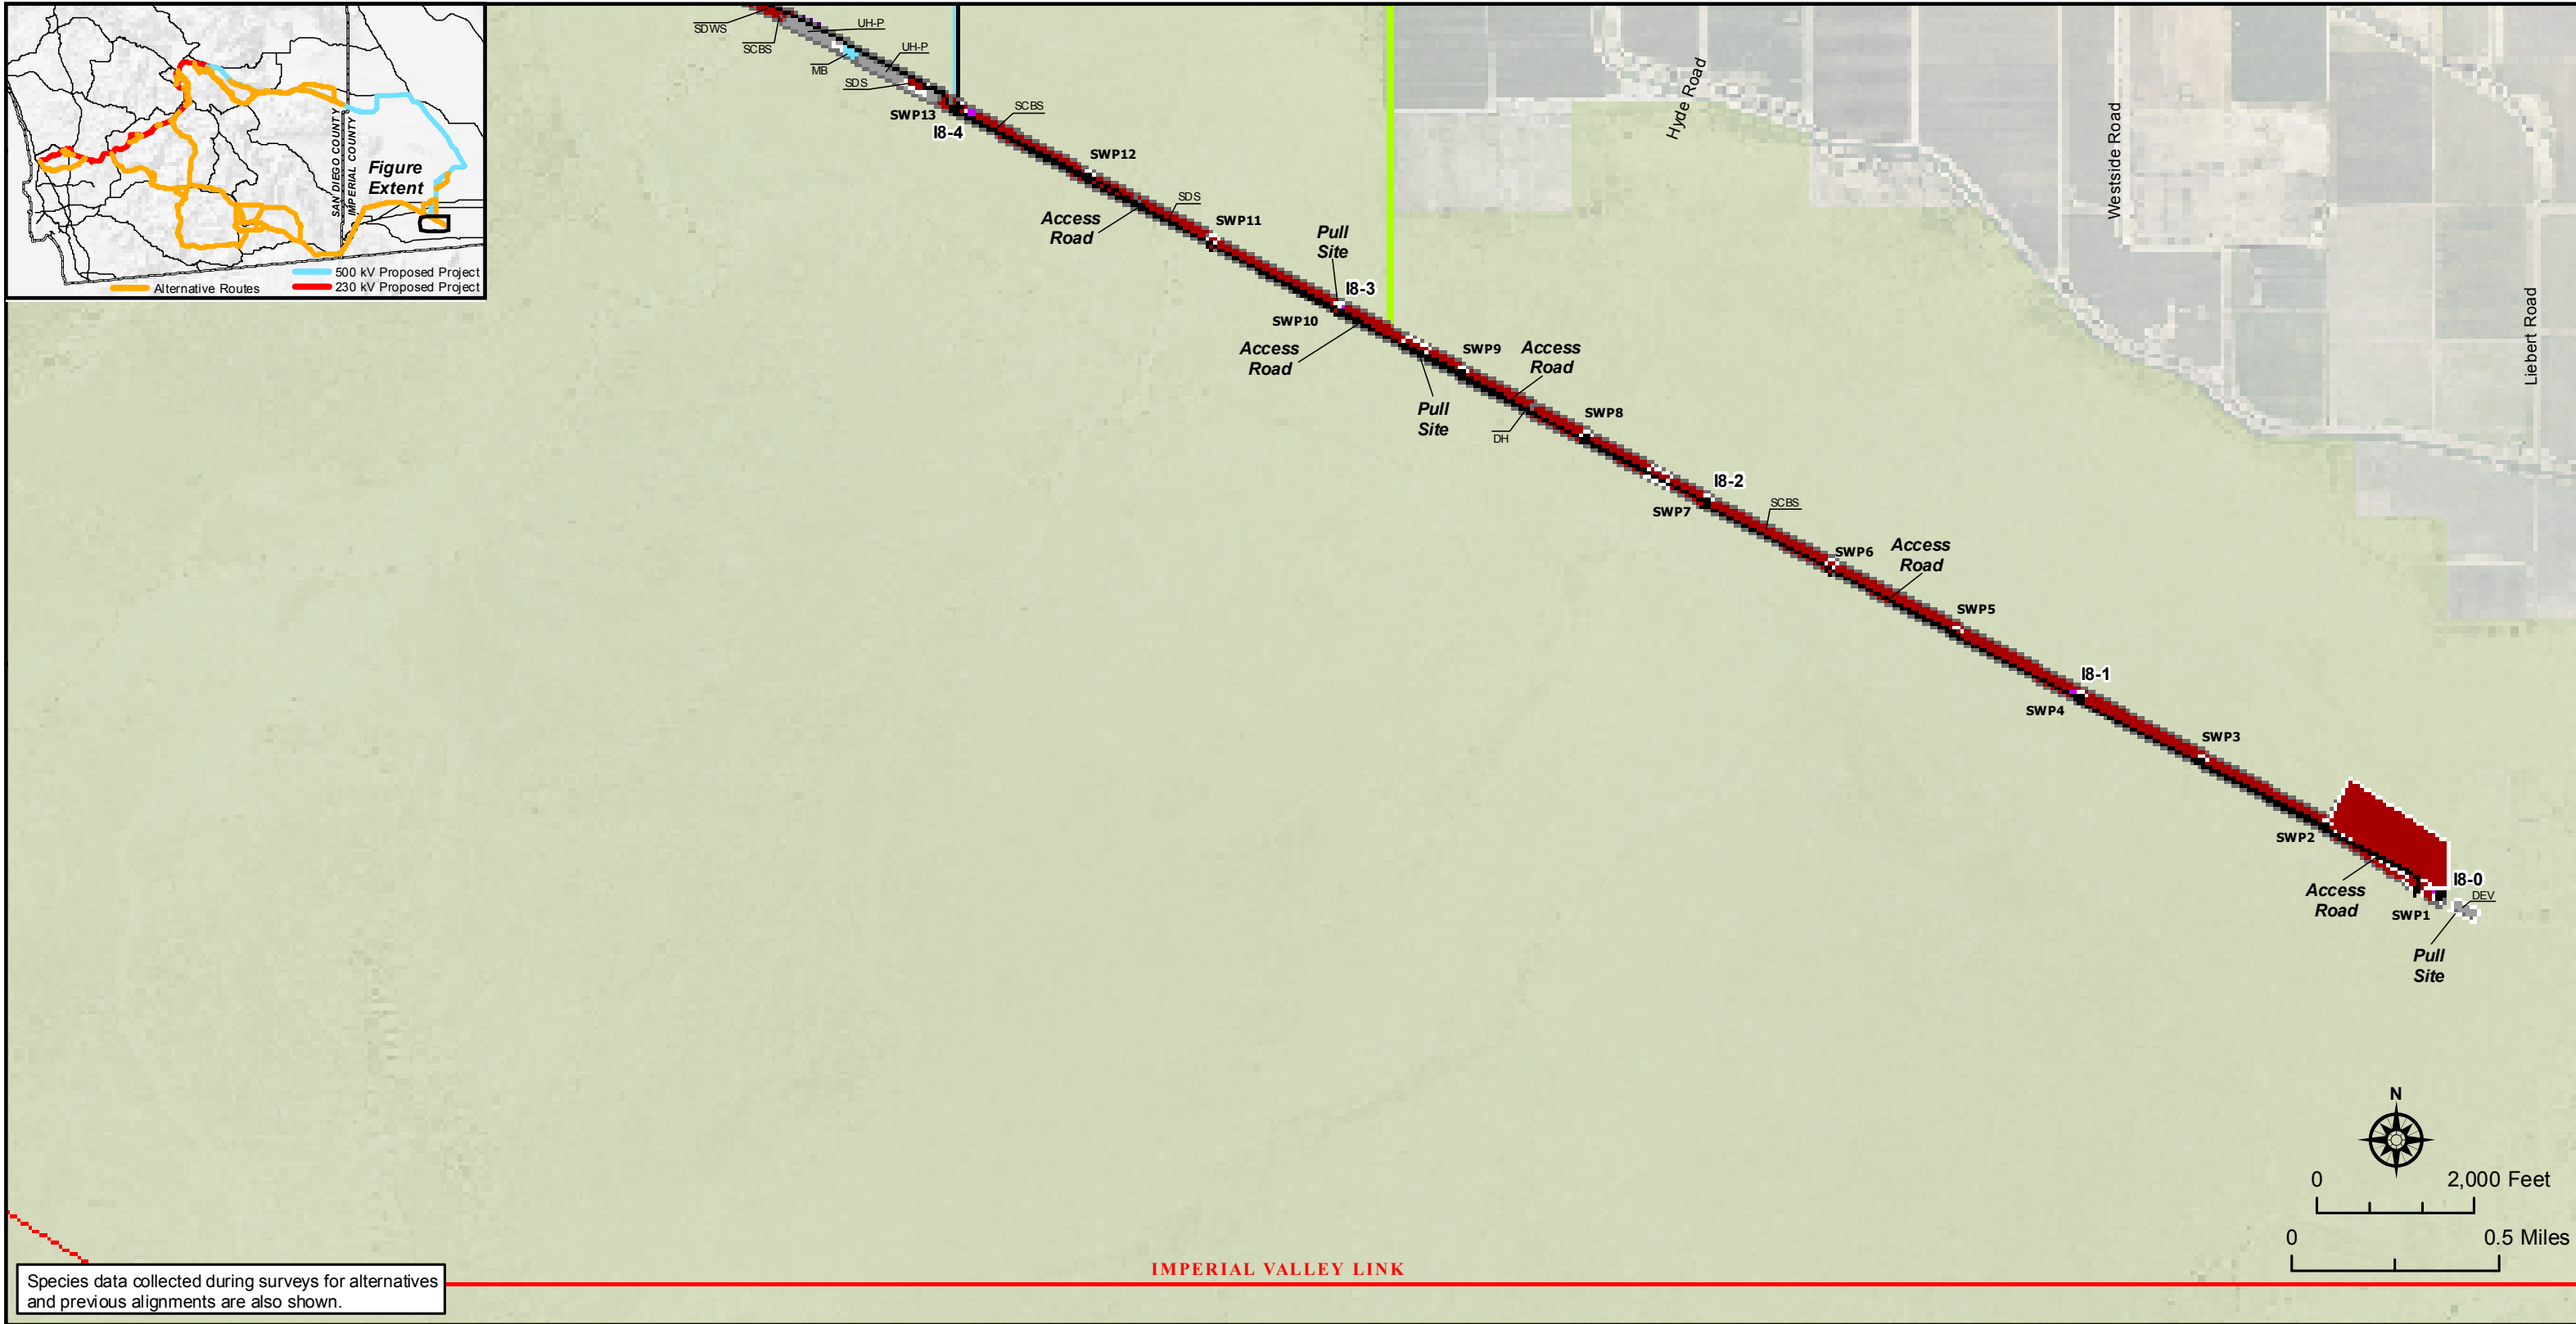 SDWS
SCBS
UH-P
UH-P
MB
SDS
SWP13
I8-4
SCBS
SWP12
SDS
Access
Road
SWP11
Pull
Site
I8-3
SWP10
Access
Road
SWP9
Access
Road
Pull
Site
DH
SWP8
I8-2
SWP7
SCBS
SWP6
Access
Road
SWP5
I8-1
SWP4
SWP3
SWP2
Access
Road
I8-0
DEV
SWP1
Pull
Site
Hyde Road
Westside Road
Liebert Road
SAN DIEGO COUNTY
IMPERIAL COUNTY
Figure
Extent
500 kV Proposed Project
Alternative Routes
230 kV Proposed Project
N
0 2,000 Feet
0 0.5 Miles
IMPERIAL VALLEY LINK
Species data collected during surveys for alternatives
and previous alignments are also shown.